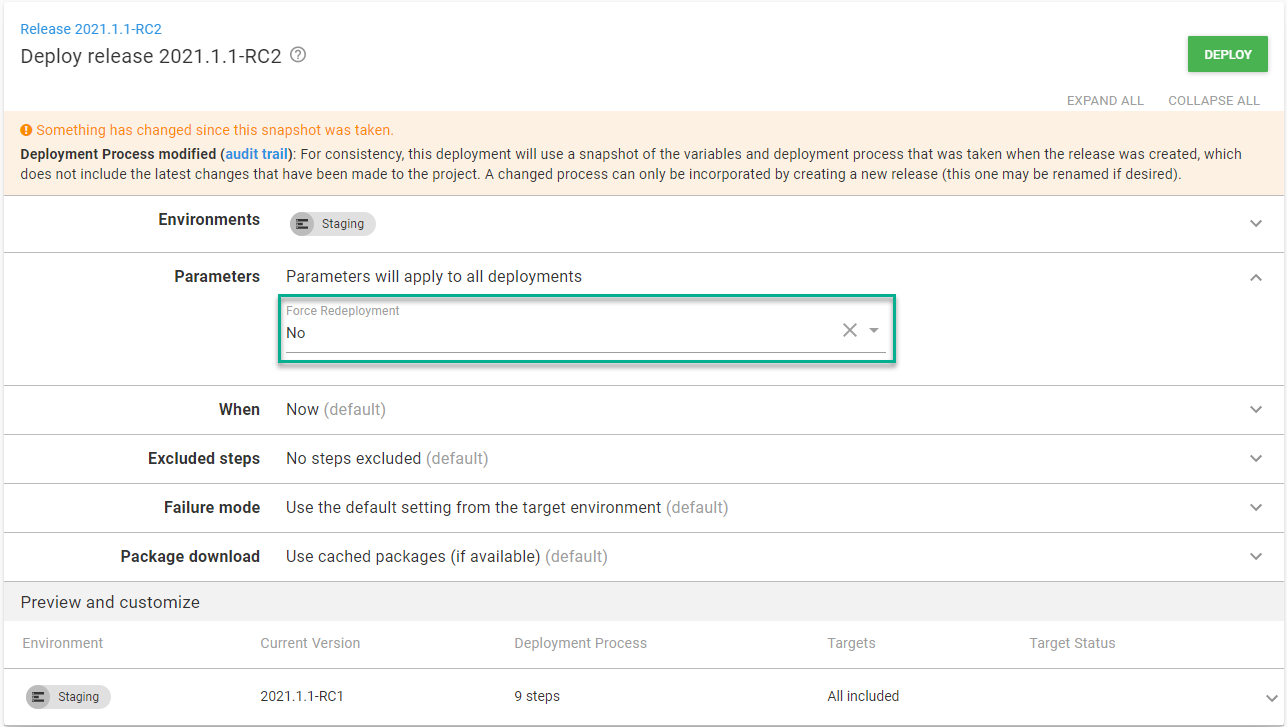 Release 2021.1.1-RC2
Deploy release 2021.1.1-RC2
DEPLOY
EXPAND ALL COLLAPSE ALL
Something has changed since this snapshot was taken.
Deployment Process modified (audit trail): For consistency, this deployment will use a snapshot of the variables and deployment process that was taken when the release was created, which
does not include the latest changes that have been made to the project. A changed process can only be incorporated by creating a new release (this one may be renamed if desired).
Environments Staging
Parameters Parameters will apply to all deployments
Force Redeployment
No
When Now (default)
Excluded steps No steps excluded (default)
Failure mode Use the default setting from the target environment (default)
Package download Use cached packages (if available) (default)
Preview and customize
Environment Current Version Deployment Process Targets Target Status
Staging 2021.1.1-RC1 9 steps All included